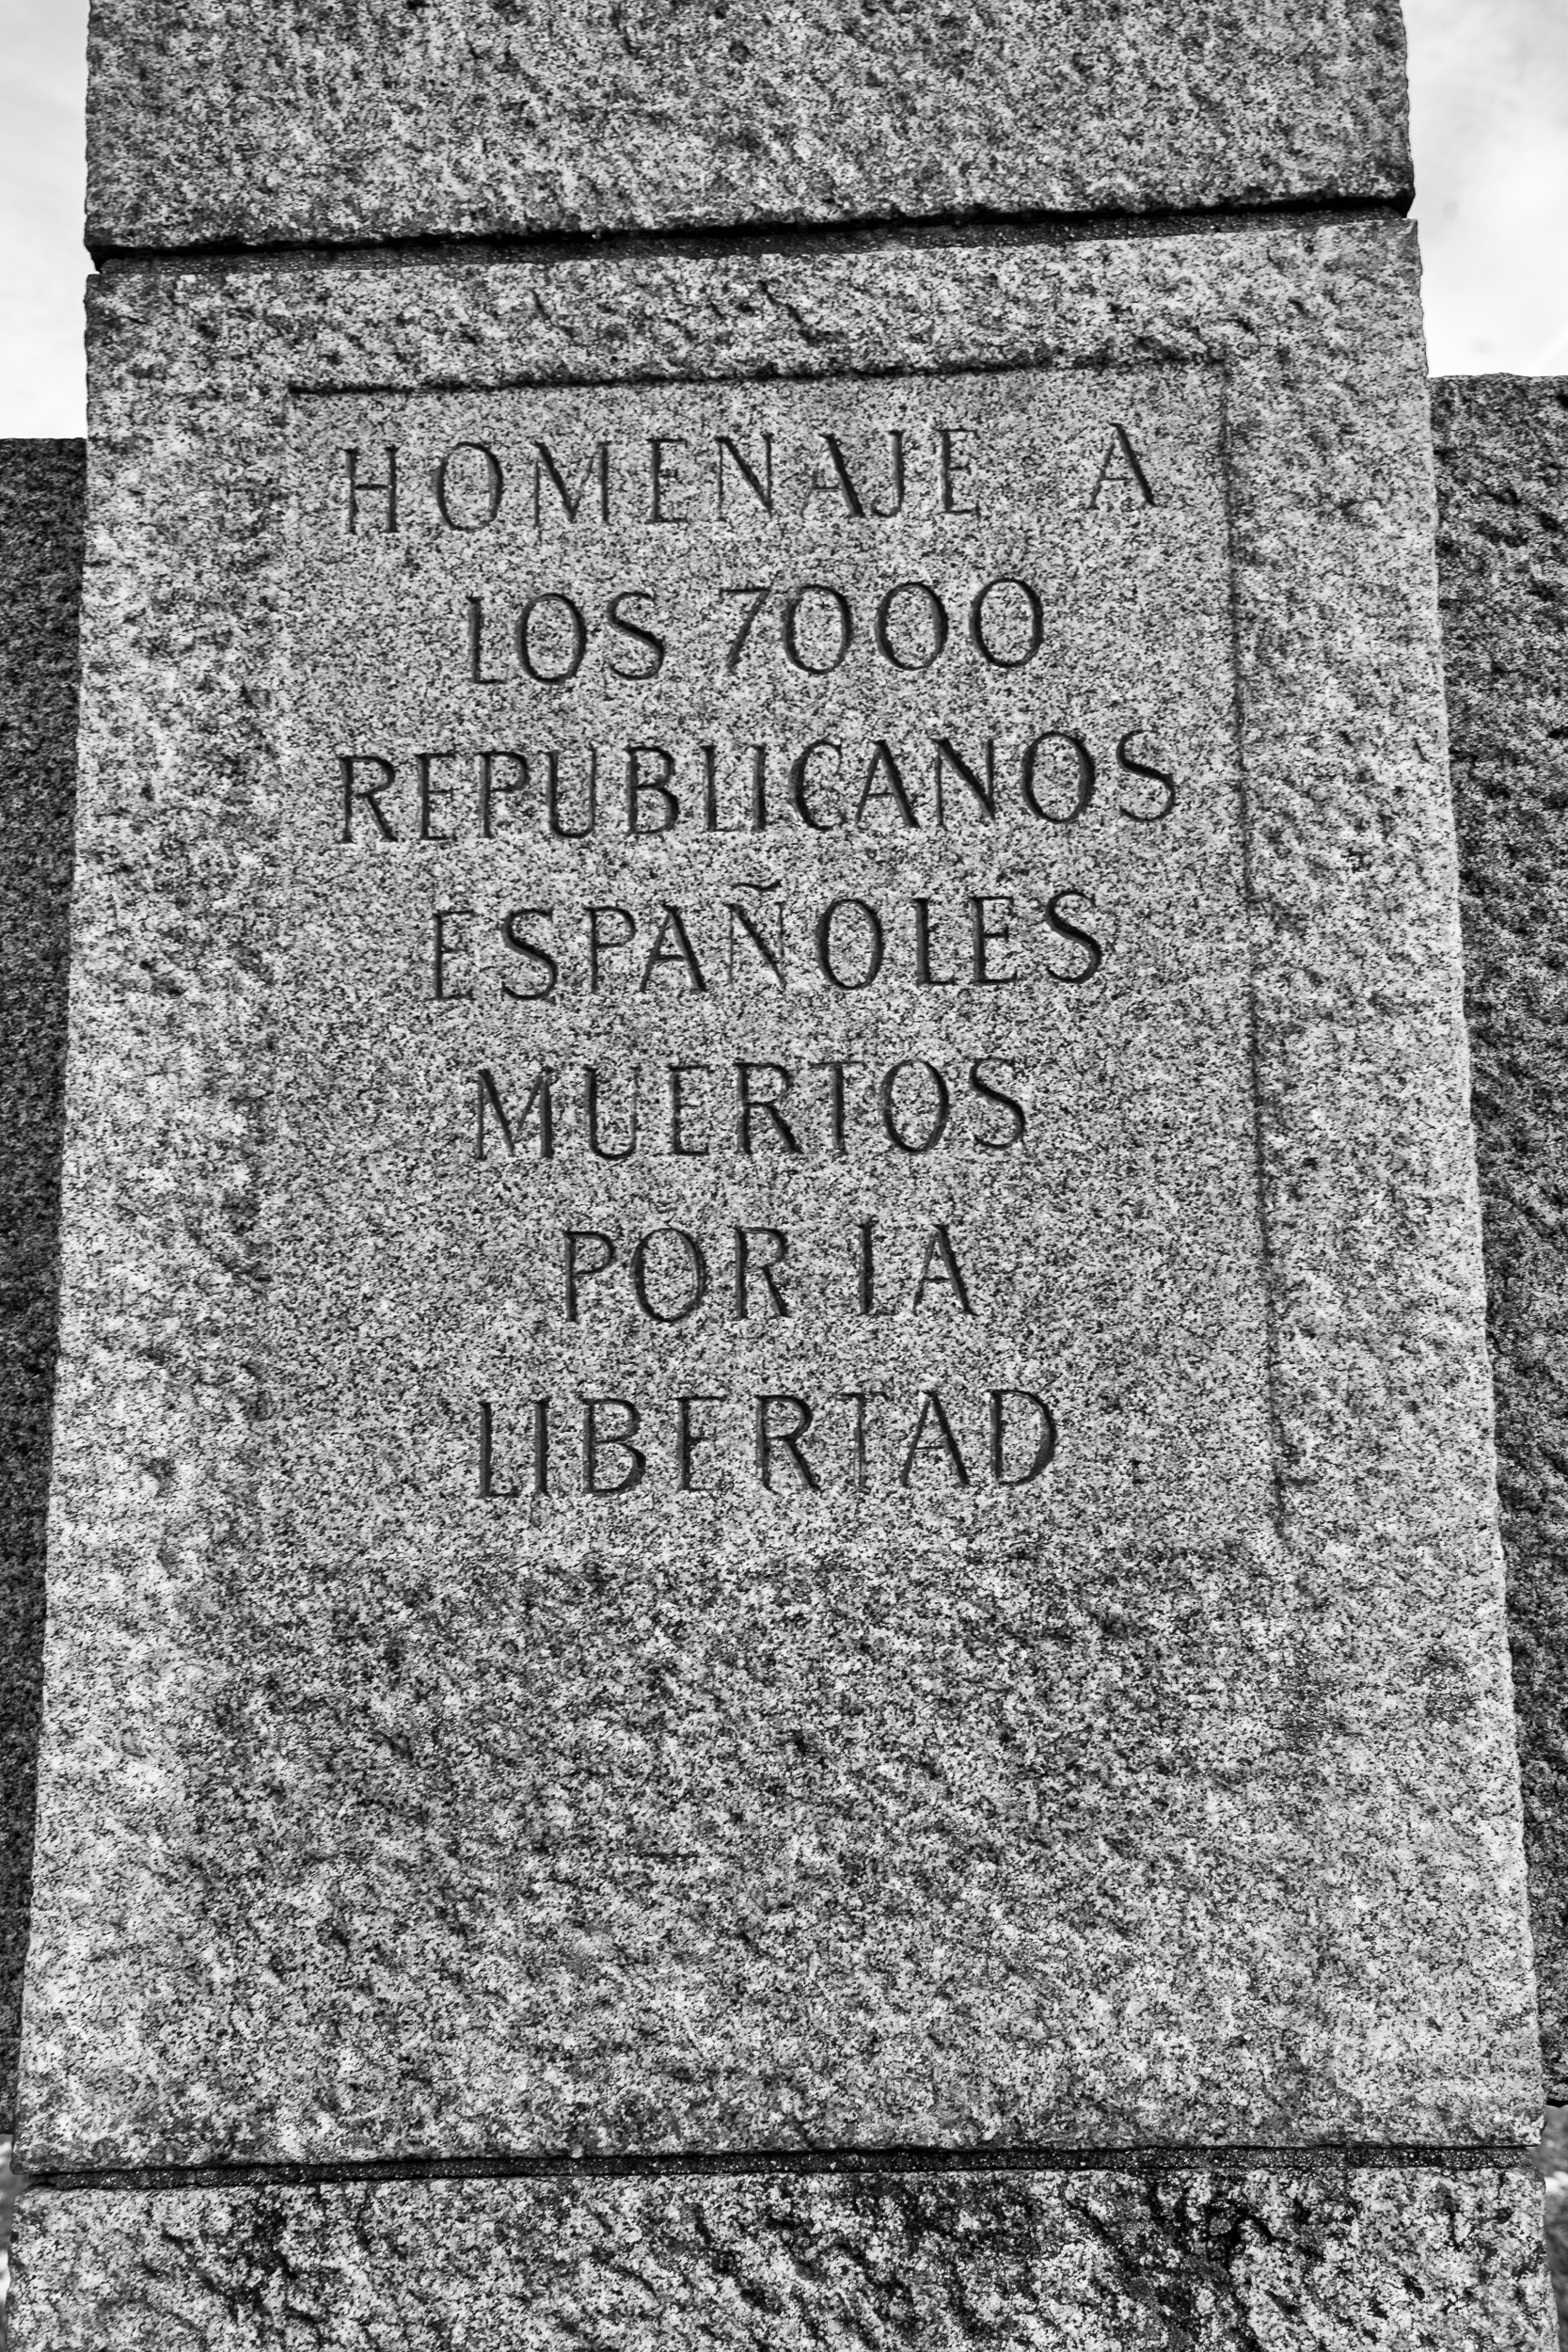 HOMENAJE A
LOS 7000
REPUBLICANOS
ESPAÑOLES
MUERTOS
POR LA
LIBERTAD